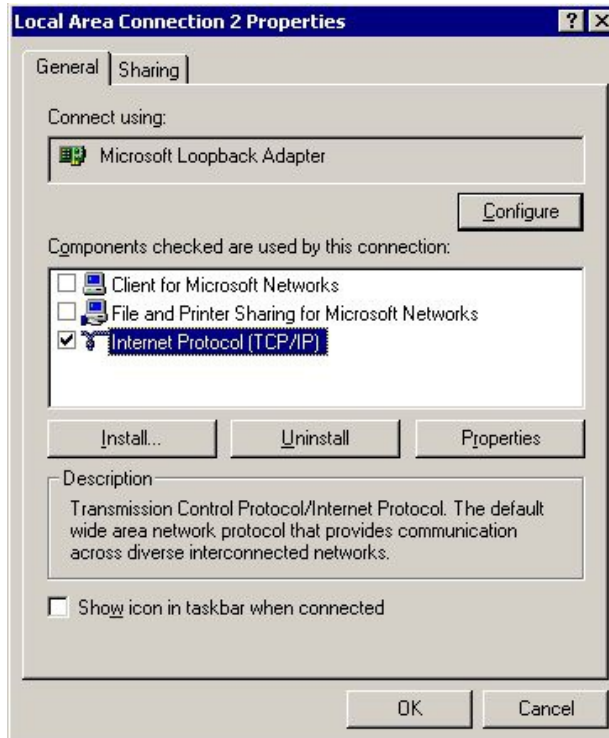 Local Area Connection 2 Properties
General
Sharing
Connect using:
Microsoft Loopback Adapter
Configure
Components checked are used by this connection:
Client for Microsoft Networks
File and Printer Sharing for Microsoft Networks
Internet Protocol (TCP/IP)
Install...
Uninstall
Properties
Description
Transmission Control Protocol/Internet Protocol. The default
wide area network protocol that provides communication
across diverse interconnected networks.
Show icon in taskbar when connected
OK
Cancel